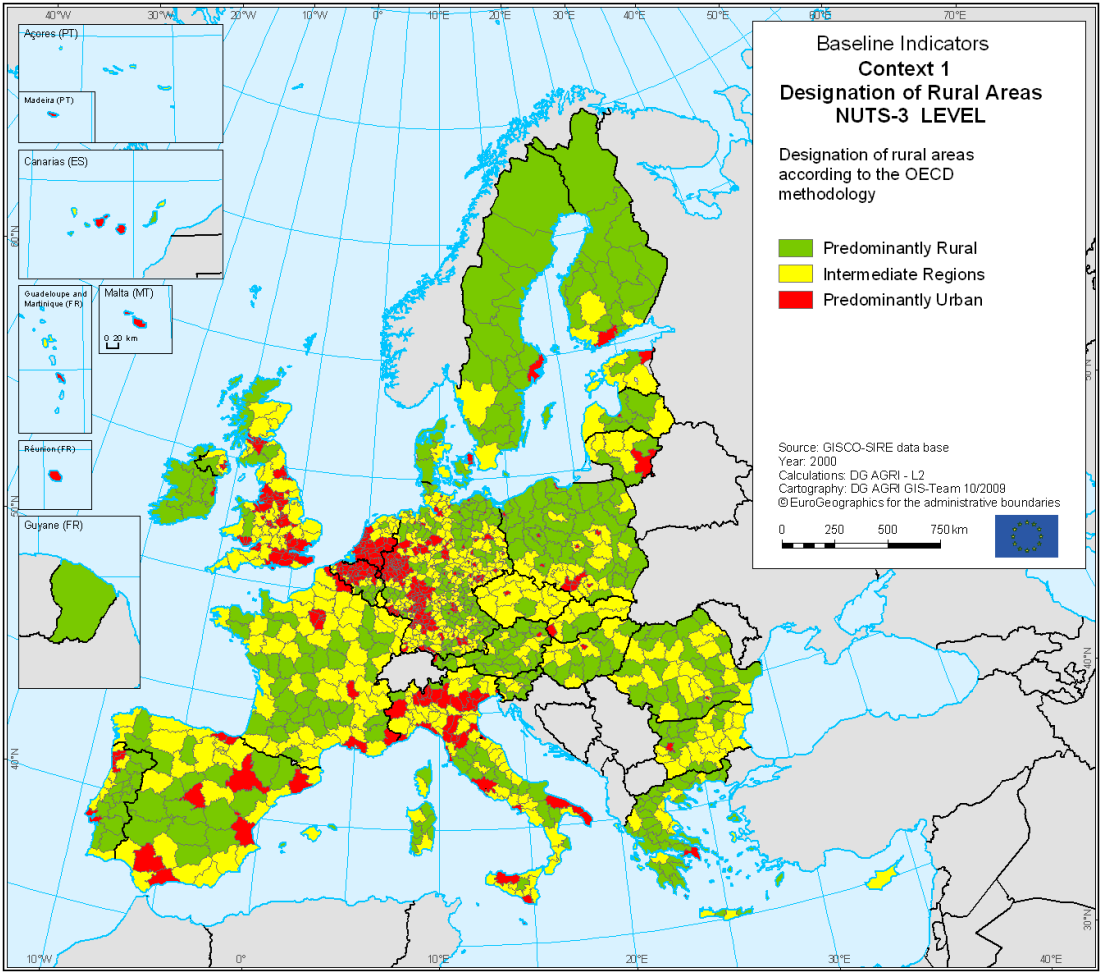 40°W
30°W
20°W
10°W
0°
10°E
20°E
30°E
40°E
60°E
70°E
Açores (PT)
Madeira (PT)
Canarias (ES)
Guadeloupe and
Martinique (FR)
Malta (MT)
0 20 km
Réunion (FR)
Guyane (FR)
Baseline Indicators
Context 1
Designation of Rural Areas
NUTS-3 LEVEL
Designation of rural areas
according to the OECD
methodology
Predominantly Rural
Intermediate Regions
Predominantly Urban
Source: GISCO-SIRE data base
Year: 2000
Calculations: DG AGRI - L2
Cartography: DG AGRI GIS-Team 10/2009
© EuroGeographics for the administrative boundaries
0 250 500 750 km
60°N
50°N
40°N
50°N
40°N
30°N
10°W
0°
10°E
20°E
30°E
40°E